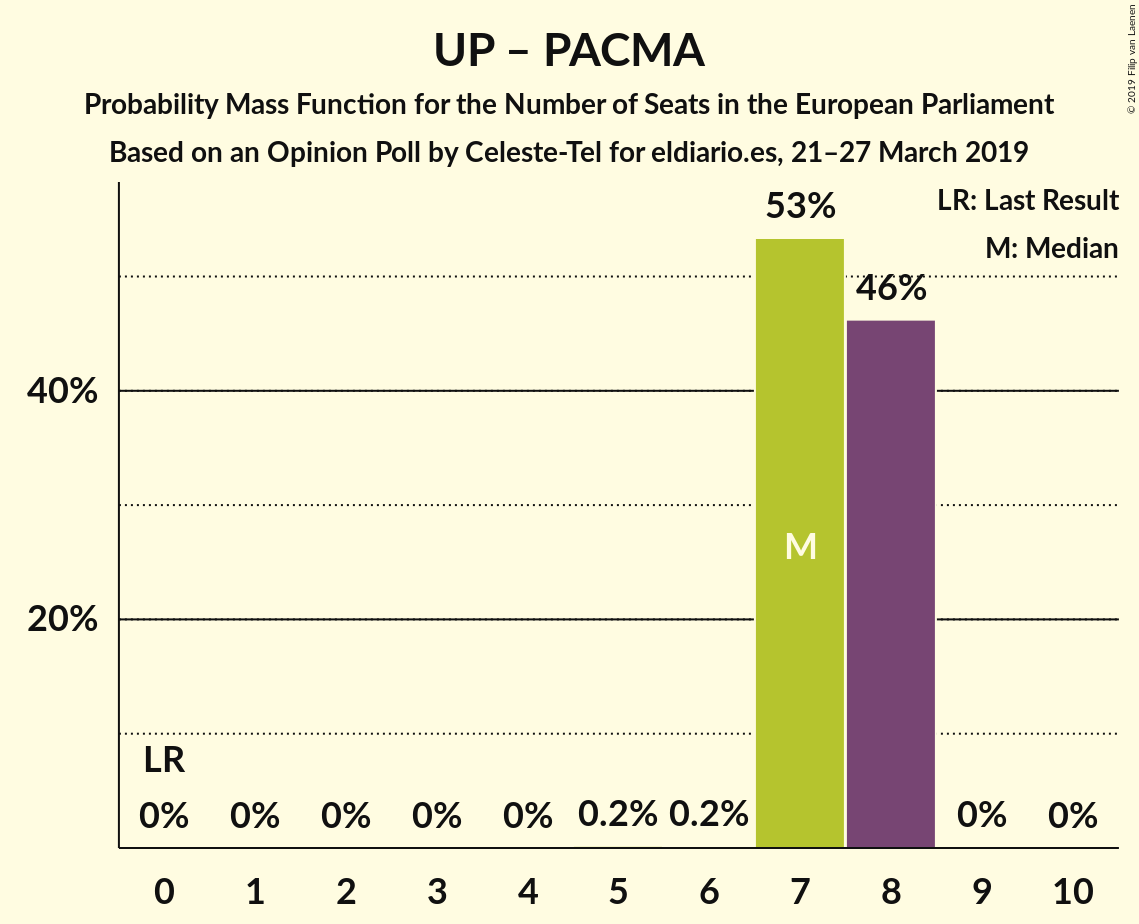 UP – PACMA
Probability Mass Function for the Number of Seats in the European Parliament
Based on an Opinion Poll by Celeste-Tel for eldiario.es, 21–27 March 2019
© 2019 Filip van Laenen
LR: Last Result
M: Median
53%
46%
40%
M
20%
LR
0% 0% 0% 0% 0% 0.2% 0.2% 0% 0%
0 1 2 3 4 5 6 7 8 9 10